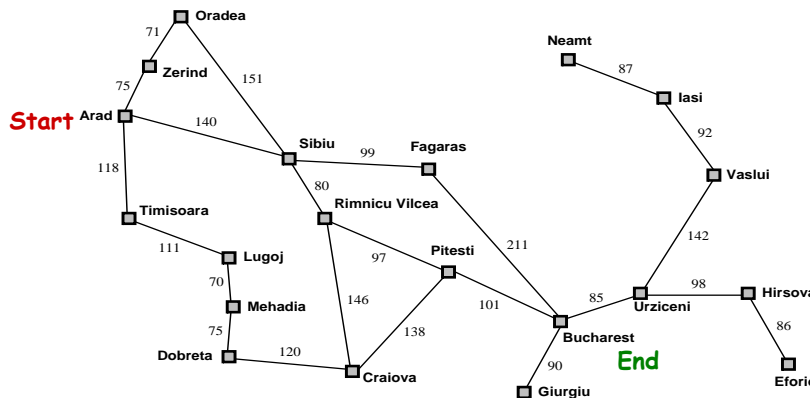 Oradea
71
Neamt
Zerind
87
75
151
Iasi
Start
Arad
140
92
Sibiu
Fagaras
99
118
Vaslui
80
Timisoara
Rimnicu Vilcea
111
211
142
Lugoj
Pitesti
97
70
98
Hirsova
146
101
85
Mehadia
Urziceni
75
138
86
Bucharest
Dobreta
120
End
90
Craiova
Eforie
Giurgiu